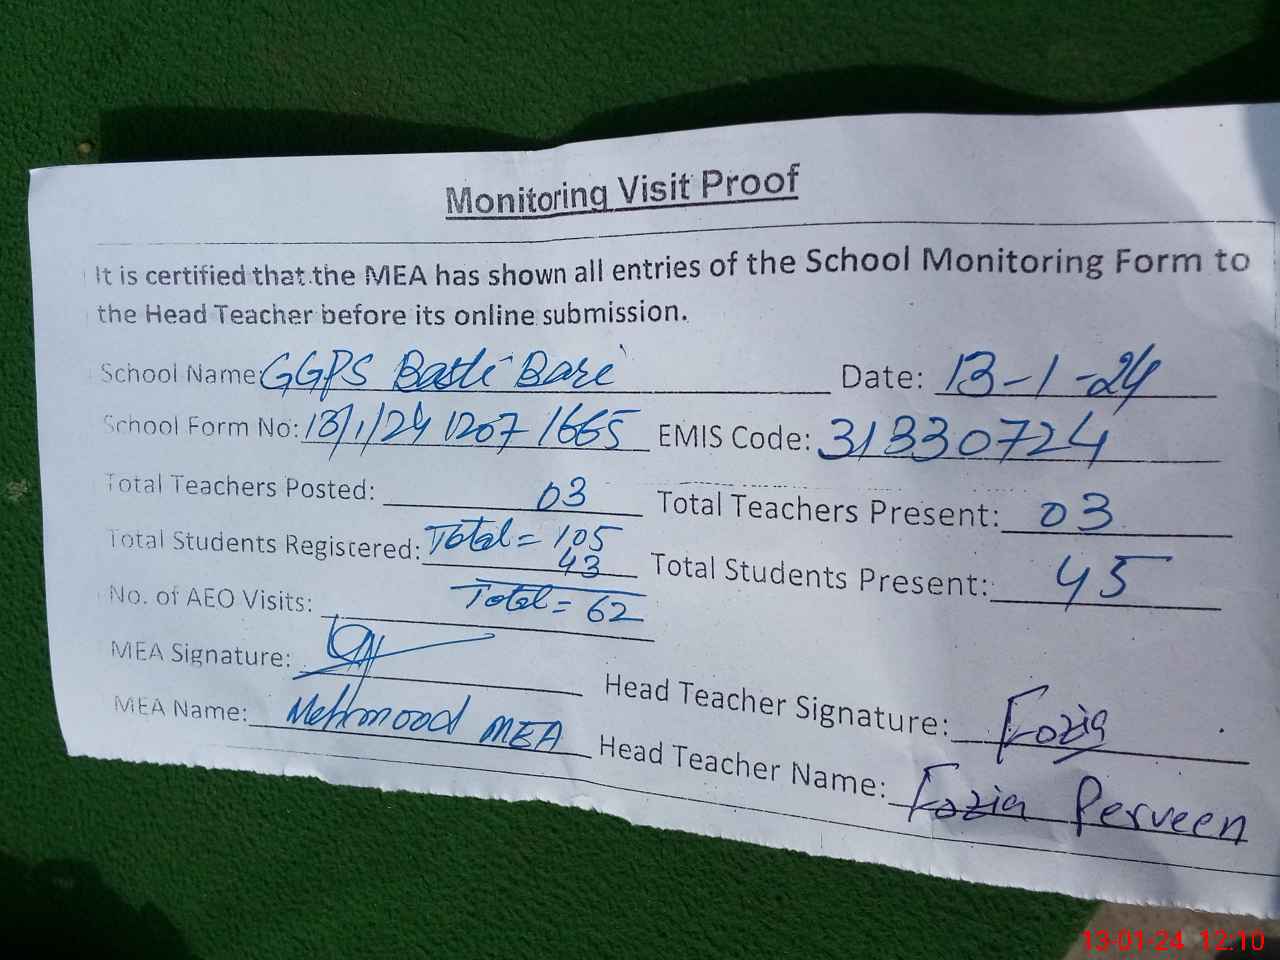 Monitoring Visit Proof
It is certified that the MEA has shown all entries of the School Monitoring Form to
the Head Teacher before its online submission.
School Name GGPS Basti Bare Date: 13-1-24
School Form No: 13/1/24 1207 1665 EMIS Code: 31330724
Total Teachers Posted: 03 Total Teachers Present: 03
Total Students Registered: Total = 105
43 Total Students Present: 45
No. of AEO Visits: Total = 62
MEA Signature: Head Teacher Signature: Fozia
MEA Name: Mehmood MEA Head Teacher Name: Fozia Perveen
13-01-24 12:10